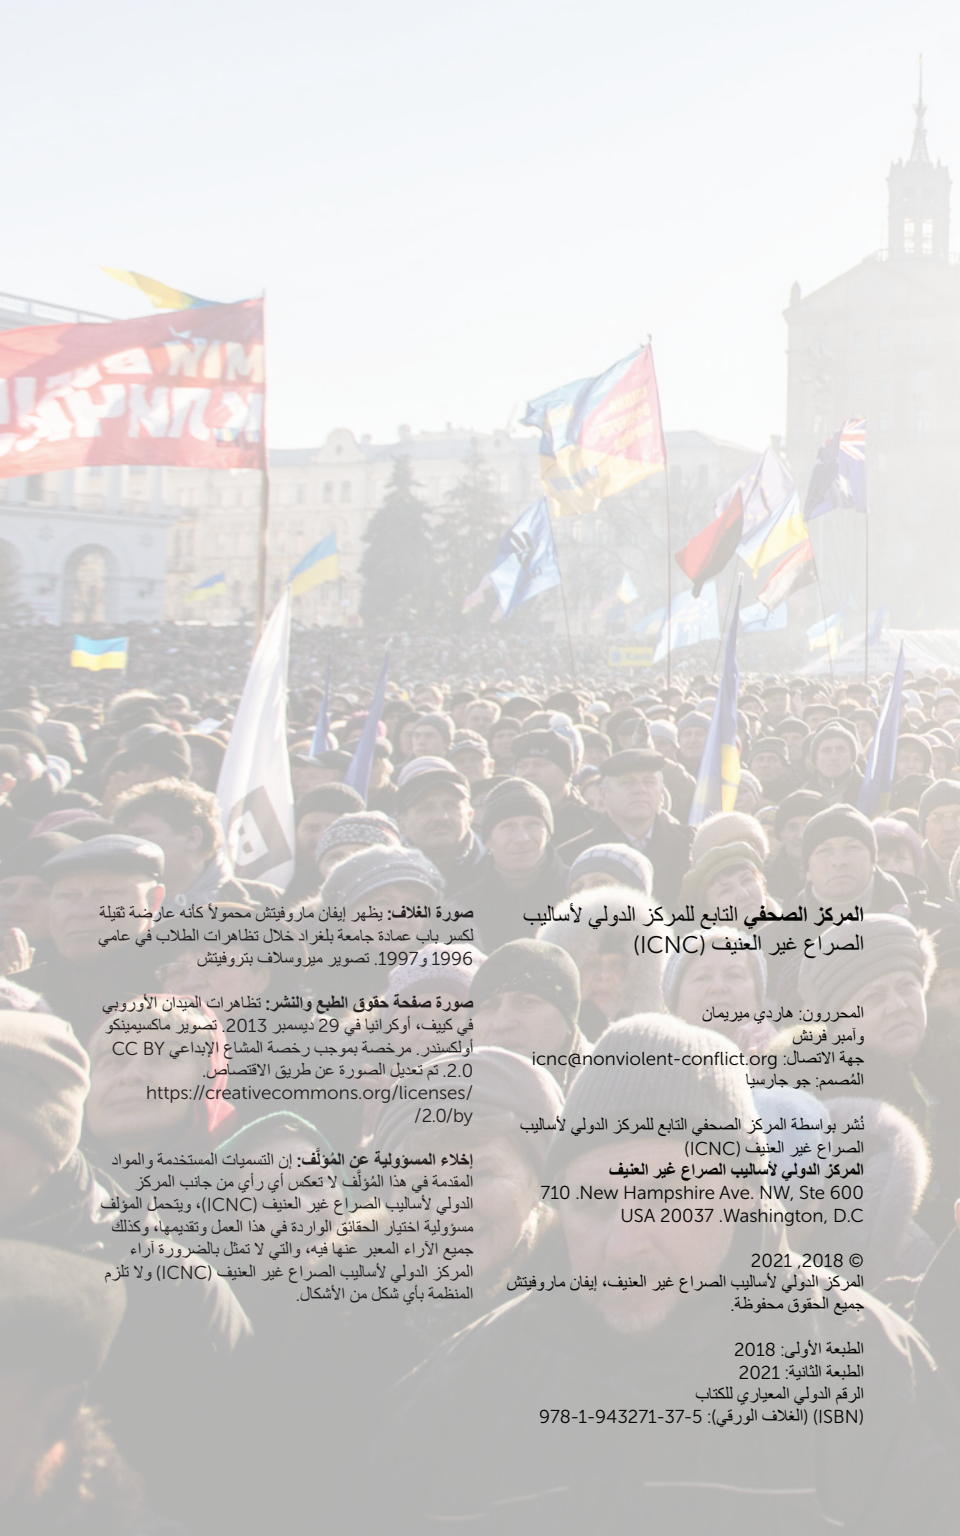 المركز الصحفي التابع للمركز الدولي لأساليب
الصراع غير العنيف (ICNC)
المحررون: هاردي ميريمان
وآمبر فرنش
جهة الاتصال: icnc@nonviolent-conflict.org
المُصمم: جو جارسيا
نُشر بواسطة المركز الصحفي التابع للمركز الدولي لأساليب
الصراع غير العنيف (ICNC)
المركز الدولي لأساليب الصراع غير العنيف
710 .New Hampshire Ave. NW, Ste 600
USA 20037 .Washington, D.C
© 2018, 2021
المركز الدولي لأساليب الصراع غير العنيف، إيفان ماروفيتش
جميع الحقوق محفوظة.
الطبعة الأولى: 2018
الطبعة الثانية: 2021
الرقم الدولي المعياري للكتاب
(ISBN) (الغلاف الورقي): 978-1-943271-37-5
صورة الغلاف: يظهر إيفان ماروفيتش محمولاً كأنه عارضة ثقيلة
لكسر باب عمادة جامعة بلغراد خلال تظاهرات الطلاب في عامي
1996 و1997. تصوير ميروسلاف بتروفيتش
صورة صفحة حقوق الطبع والنشر: تظاهرات الميدان الأوروبي
في كييف، أوكرانيا في 29 ديسمبر 2013. تصوير ماكسيمينكو
أولكسندر. مرخصة بموجب رخصة المشاع الإبداعي CC BY
2.0. تم تعديل الصورة عن طريق الاقتصاص.
https://creativecommons.org/licenses/
/2.0/by
إخلاء المسؤولية عن المُؤلَّف: إن التسميات المستخدمة والمواد
المقدمة في هذا المُؤلَّف لا تعكس أي رأي من جانب المركز
الدولي لأساليب الصراع غير العنيف (ICNC)، ويتحمل المؤلف
مسؤولية اختيار الحقائق الواردة في هذا العمل وتقديمها، وكذلك
جميع الآراء المعبر عنها فيه، والتي لا تمثل بالضرورة آراء
المركز الدولي لأساليب الصراع غير العنيف (ICNC) ولا تلزم
المنظمة بأي شكل من الأشكال.